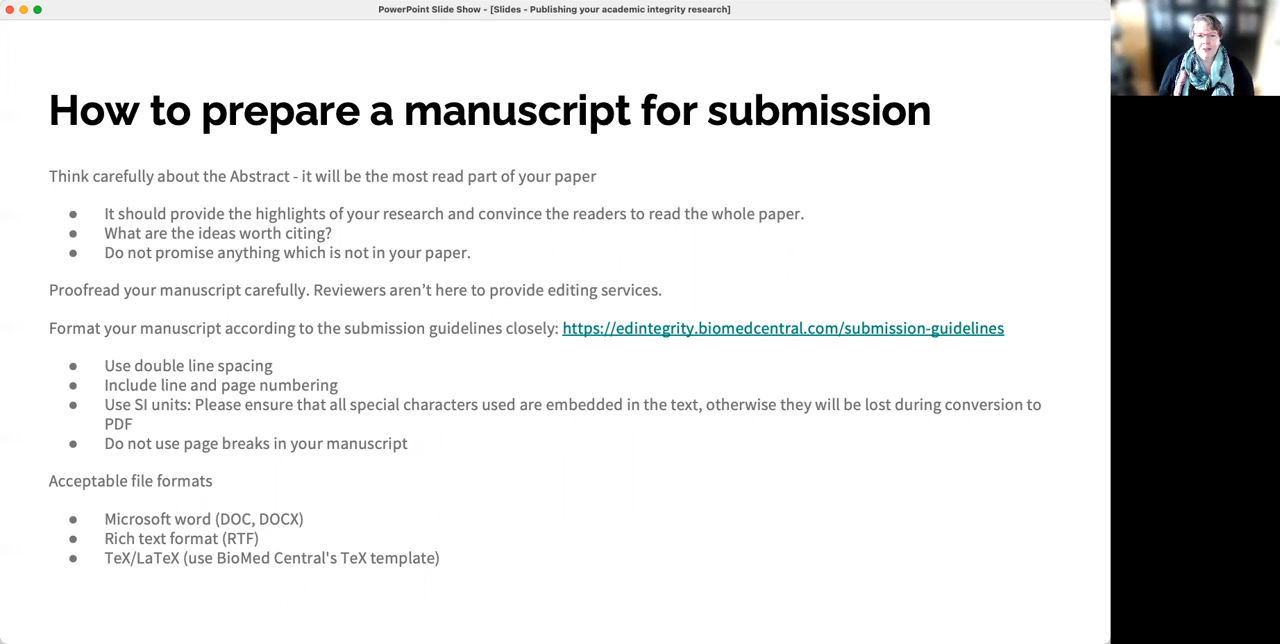 PowerPoint Slide Show - [Slides - Publishing your academic integrity research]
How to prepare a manuscript for submission
Think carefully about the Abstract - it will be the most read part of your paper
● It should provide the highlights of your research and convince the readers to read the whole paper.
● What are the ideas worth citing?
● Do not promise anything which is not in your paper.
Proofread your manuscript carefully. Reviewers aren’t here to provide editing services.
Format your manuscript according to the submission guidelines closely: https://edintegrity.biomedcentral.com/submission-guidelines
● Use double line spacing
● Include line and page numbering
● Use SI units: Please ensure that all special characters used are embedded in the text, otherwise they will be lost during conversion to
PDF
● Do not use page breaks in your manuscript
Acceptable file formats
● Microsoft word (DOC, DOCX)
● Rich text format (RTF)
● TeX/LaTeX (use BioMed Central's TeX template)